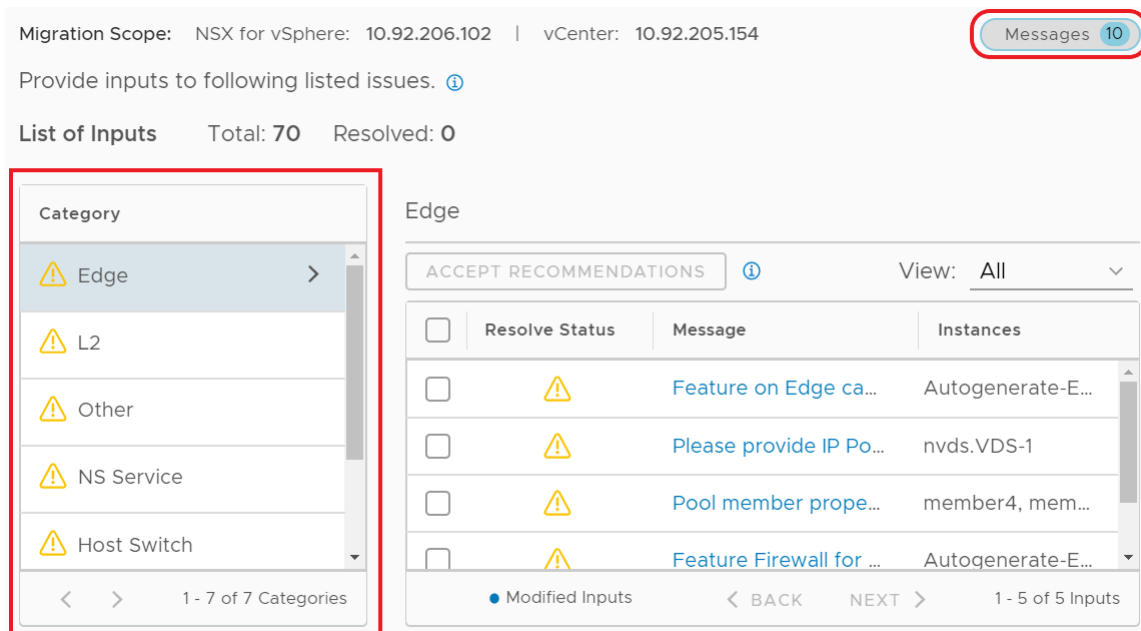 Migration Scope: NSX for vSphere: 10.92.206.102 | vCenter: 10.92.205.154
Messages 10
Provide inputs to following listed issues.
List of Inputs Total: 70 Resolved: 0
Category
Edge
L2
Other
NS Service
Host Switch
1 - 7 of 7 Categories
Edge
ACCEPT RECOMMENDATIONS
View: All
Resolve Status Message Instances
Feature on Edge ca... Autogenerate-E...
Please provide IP Po... nvds.VDS-1
Pool member prope... member4, mem...
Feature Firewall for ... Autogenerate-E...
Modified Inputs BACK NEXT 1 - 5 of 5 Inputs